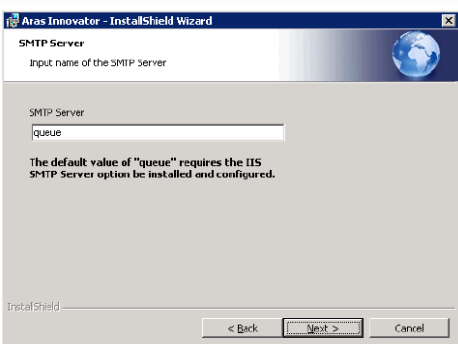 Aras Innovator - InstallShield Wizard
SMTP Server
Input name of the SMTP Server
SMTP Server
queue
The default value of "queue" requires the IIS
SMTP Server option be installed and configured.
InstallShield
< Back
Next >
Cancel